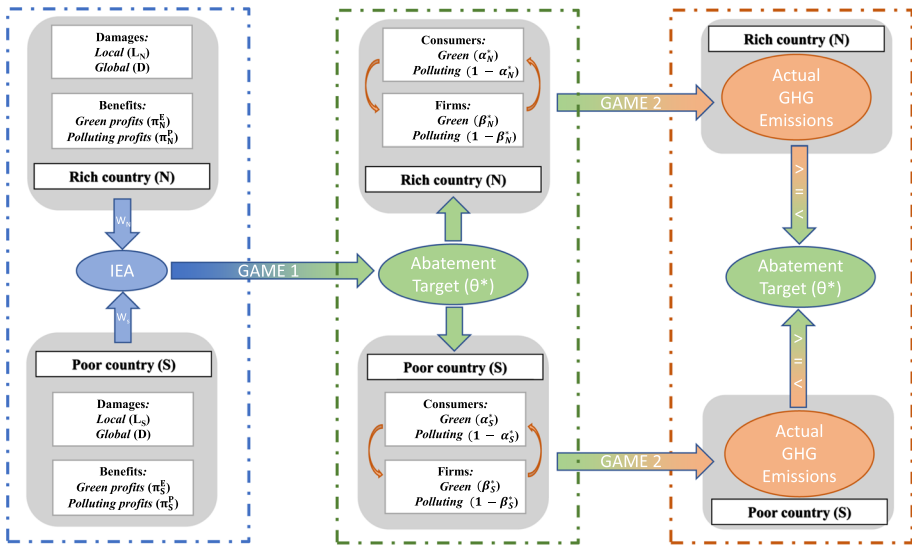 Damages:
Local (L_N)
Global (D)
Benefits:
Green profits (π_N^E)
Polluting profits (π_N^P)
Rich country (N)
W_N
IEA
W_S
Poor country (S)
Damages:
Local (L_S)
Global (D)
Benefits:
Green profits (π_S^E)
Polluting profits (π_S^P)
GAME 1
Consumers:
Green (α_N^*)
Polluting (1 − α_N^*)
Firms:
Green (β_N^*)
Polluting (1 − β_N^*)
Rich country (N)
Abatement
Target (θ*)
Poor country (S)
Consumers:
Green (α_S^*)
Polluting (1 − α_S^*)
Firms:
Green (β_S^*)
Polluting (1 − β_S^*)
GAME 2
GAME 2
Rich country (N)
Actual
GHG
Emissions
> = <
Abatement
Target (θ*)
> = <
Actual
GHG
Emissions
Poor country (S)